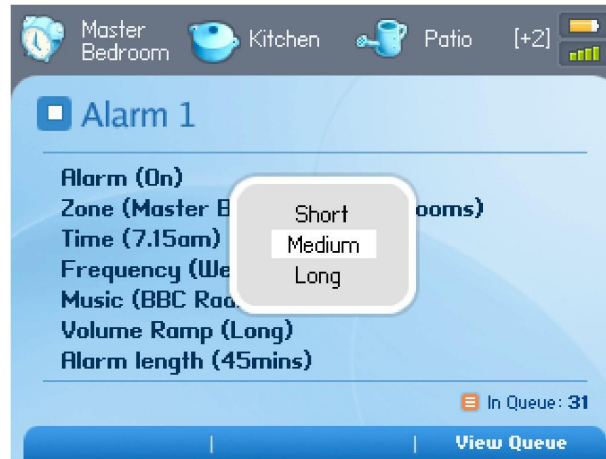 Master
Bedroom
Kitchen
Patio
[+2]
Alarm 1
Alarm (On)
Zone (Master B ooms)
Time (7.15am)
Frequency (We
Music (BBC Rad
Volume Ramp (Long)
Alarm length (45mins)
Short
Medium
Long
In Queue: 31
View Queue